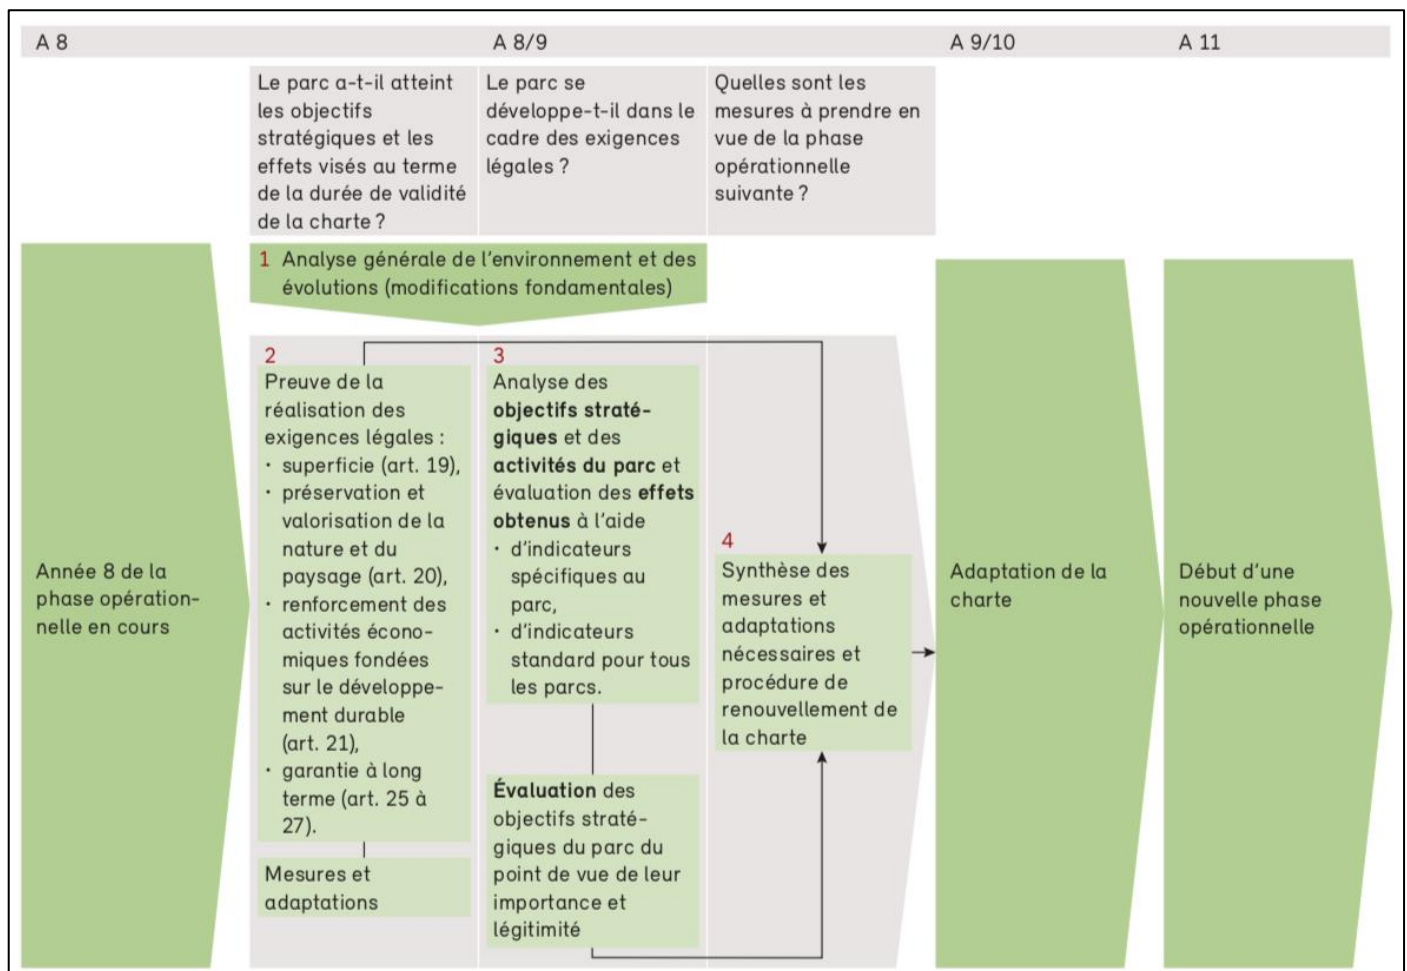 A 8
A 8/9
A 9/10
A 11
Le parc a-t-il atteint
les objectifs
stratégiques et les
effets visés au terme
de la durée de validité
de la charte ?
Le parc se
développe-t-il dans le
cadre des exigences
légales ?
Quelles sont les
mesures à prendre en
vue de la phase
opérationnelle
suivante ?
Année 8 de la
phase opération-
nelle en cours
1 Analyse générale de l'environnement et des
évolutions (modifications fondamentales)
2
Preuve de la
réalisation des
exigences légales :
· superficie (art. 19),
· préservation et
valorisation de la
nature et du
paysage (art. 20),
· renforcement des
activités écono-
miques fondées
sur le développe-
ment durable
(art. 21),
· garantie à long
terme (art. 25 à
27).
Mesures et
adaptations
3
Analyse des
objectifs straté-
giques et des
activités du parc et
évaluation des effets
obtenus à l'aide
· d'indicateurs
spécifiques au
parc,
· d'indicateurs
standard pour tous
les parcs.
Évaluation des
objectifs straté-
giques du parc du
point de vue de leur
importance et
légitimité
4
Synthèse des
mesures et
adaptations
nécessaires et
procédure de
renouvellement de
la charte
Adaptation de la
charte
Début d'une
nouvelle phase
opérationnelle